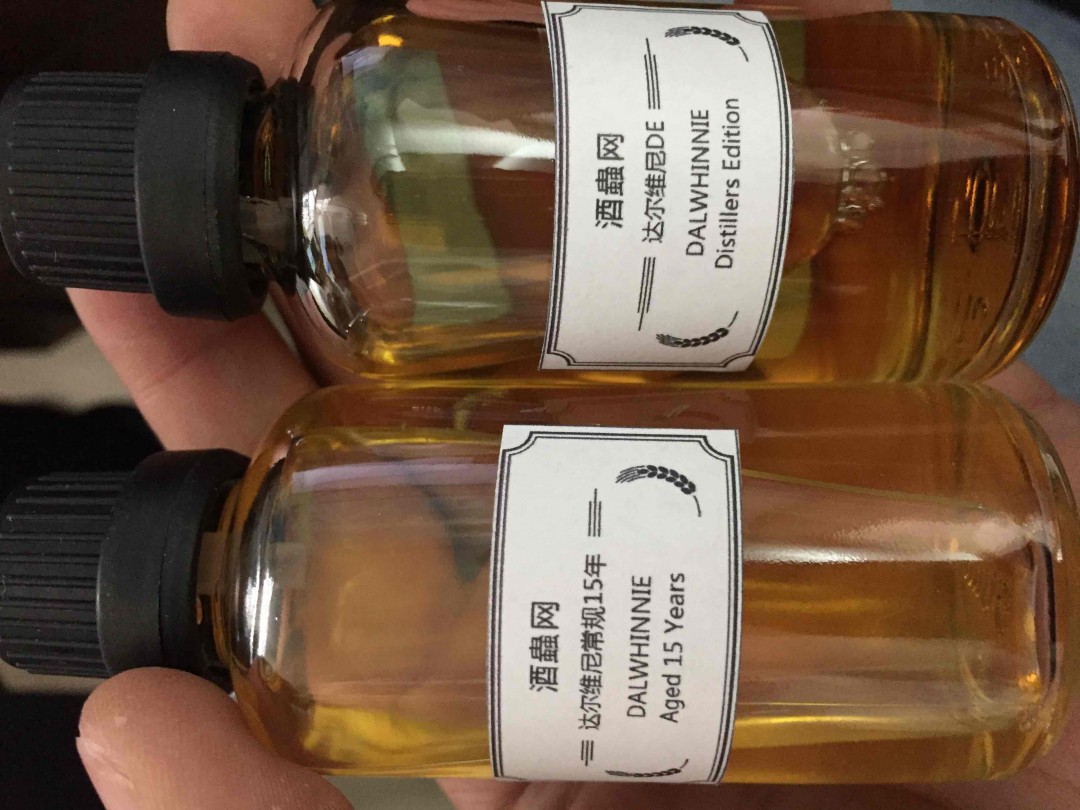 酒蟲网
达尔维尼DE
DALWHINNIE
Distillers Edition
酒蟲网
达尔维尼常规15年
DALWHINNIE
Aged 15 Years